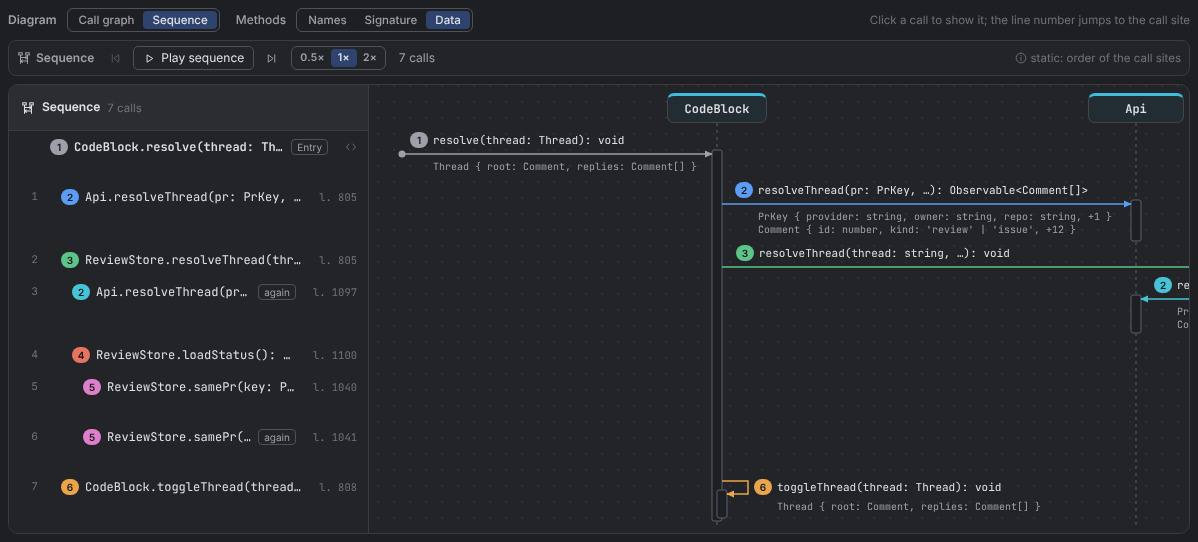 Diagram Call graph Sequence Methods Names Signature Data Click a call to show it; the line number jumps to the call site
Sequence Play sequence 0.5× 1× 2× 7 calls static: order of the call sites
Sequence 7 calls
1 CodeBlock.resolve(thread: Th… Entry <>
1 2 Api.resolveThread(pr: PrKey, … l. 805
2 3 ReviewStore.resolveThread(thr… l. 805
3 2 Api.resolveThread(pr… again l. 1097
4 4 ReviewStore.loadStatus(): … l. 1100
5 5 ReviewStore.samePr(key: P… l. 1040
6 5 ReviewStore.samePr(… again l. 1041
7 6 CodeBlock.toggleThread(thread… l. 808
CodeBlock Api
1 resolve(thread: Thread): void
Thread { root: Comment, replies: Comment[] }
2 resolveThread(pr: PrKey, …): Observable<Comment[]>
PrKey { provider: string, owner: string, repo: string, +1 }
Comment { id: number, kind: 'review' | 'issue', +12 }
3 resolveThread(thread: string, …): void
2 re
Pr
Co
6 toggleThread(thread: Thread): void
Thread { root: Comment, replies: Comment[] }